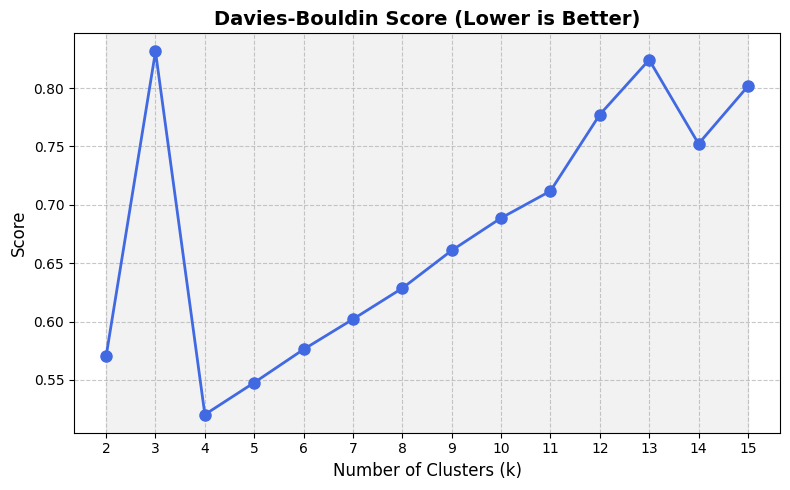 Davies-Bouldin Score (Lower is Better)
Score
0.80
0.75
0.70
0.65
0.60
0.55
2 3 4 5 6 7 8 9 10 11 12 13 14 15
Number of Clusters (k)